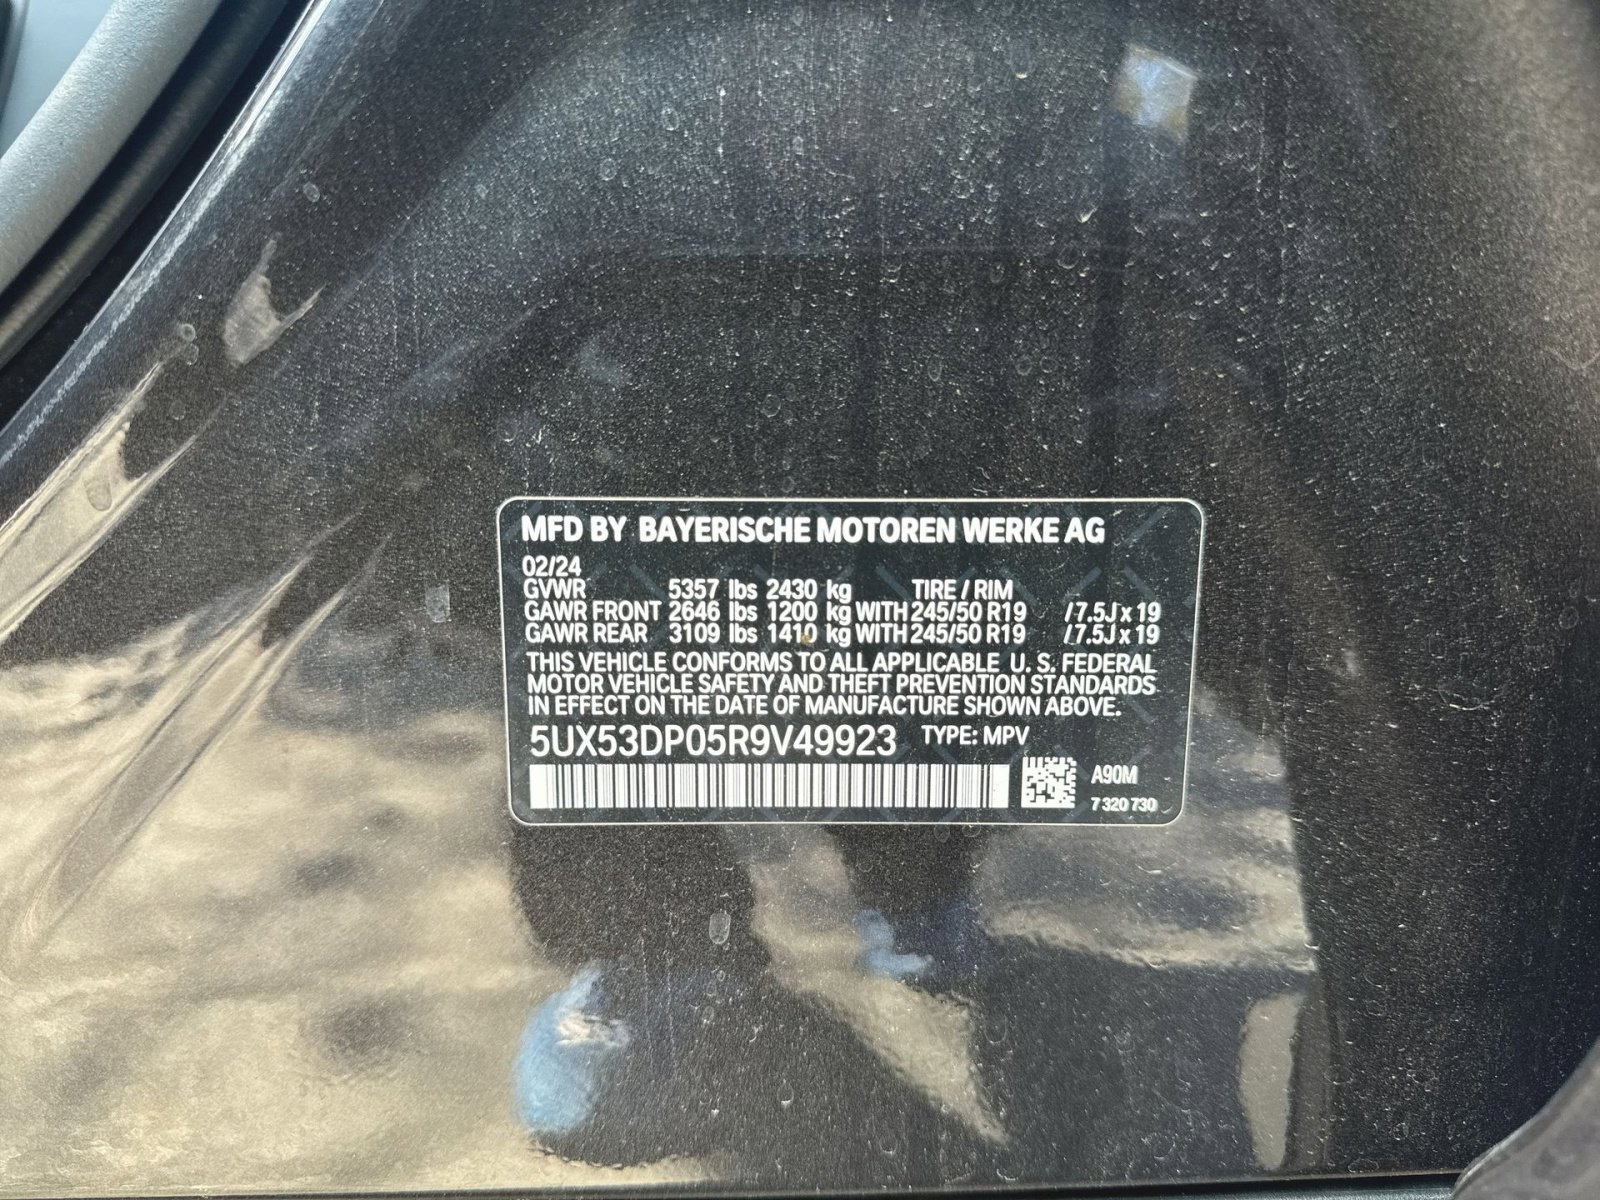 MFD BY BAYERISCHE MOTOREN WERKE AG
02/24
GVWR 5357 lbs 2430 kg TIRE / RIM
GAWR FRONT 2646 lbs 1200 kg WITH 245/50 R19 / 7.5J x 19
GAWR REAR 3109 lbs 1410 kg WITH 245/50 R19 / 7.5J x 19
THIS VEHICLE CONFORMS TO ALL APPLICABLE U. S. FEDERAL
MOTOR VEHICLE SAFETY AND THEFT PREVENTION STANDARDS
IN EFFECT ON THE DATE OF MANUFACTURE SHOWN ABOVE.
5UX53DP05R9V49923 TYPE: MPV
A90M
7 320 730